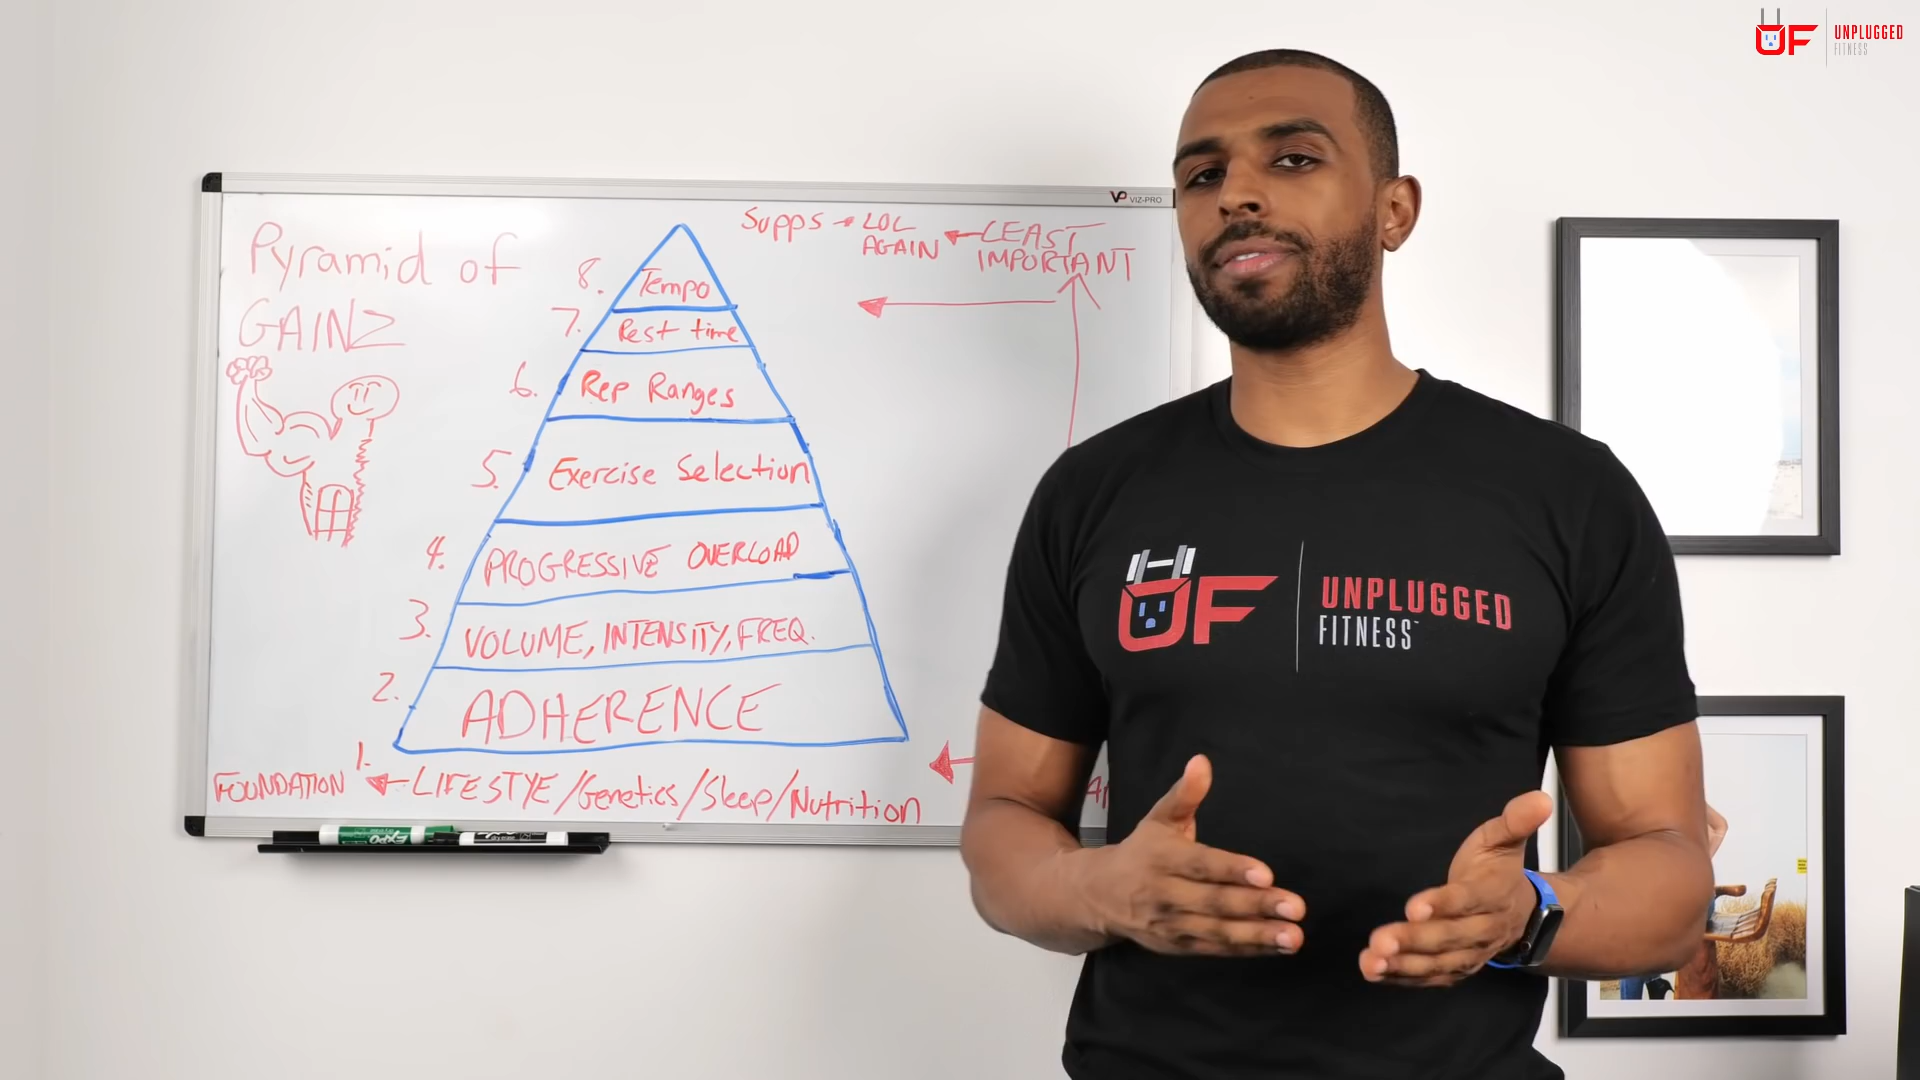 UF UNPLUGGED
FITNESS
VP VIZ-PRO
Pyramid of
GAINZ
Supps LOL
AGAIN
LEAST
IMPORTANT
8. Tempo
7. Rest time
6. Rep Ranges
5. Exercise Selection
4. PROGRESSIVE OVERLOAD
3. VOLUME, INTENSITY, FREQ.
2. ADHERENCE
1.
FOUNDATION LIFESTYE/Genetics/Sleep/Nutrition
EXPO
UF UNPLUGGED
FITNESS